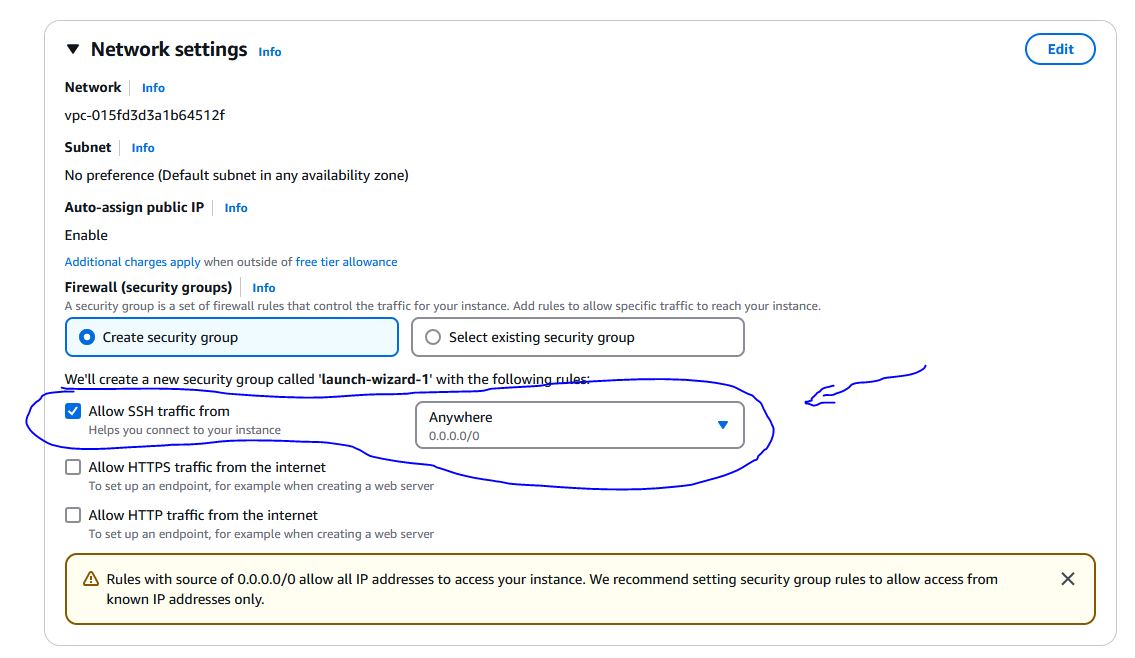 Network settings Info Edit
Network Info
vpc-015fd3d3a1b64512f
Subnet Info
No preference (Default subnet in any availability zone)
Auto-assign public IP Info
Enable
Additional charges apply when outside of free tier allowance
Firewall (security groups) Info
A security group is a set of firewall rules that control the traffic for your instance. Add rules to allow specific traffic to reach your instance.
Create security group Select existing security group
We'll create a new security group called 'launch-wizard-1' with the following rules:
Allow SSH traffic from
Helps you connect to your instance
Anywhere
0.0.0.0/0
Allow HTTPS traffic from the internet
To set up an endpoint, for example when creating a web server
Allow HTTP traffic from the internet
To set up an endpoint, for example when creating a web server
Rules with source of 0.0.0.0/0 allow all IP addresses to access your instance. We recommend setting security group rules to allow access from
known IP addresses only.